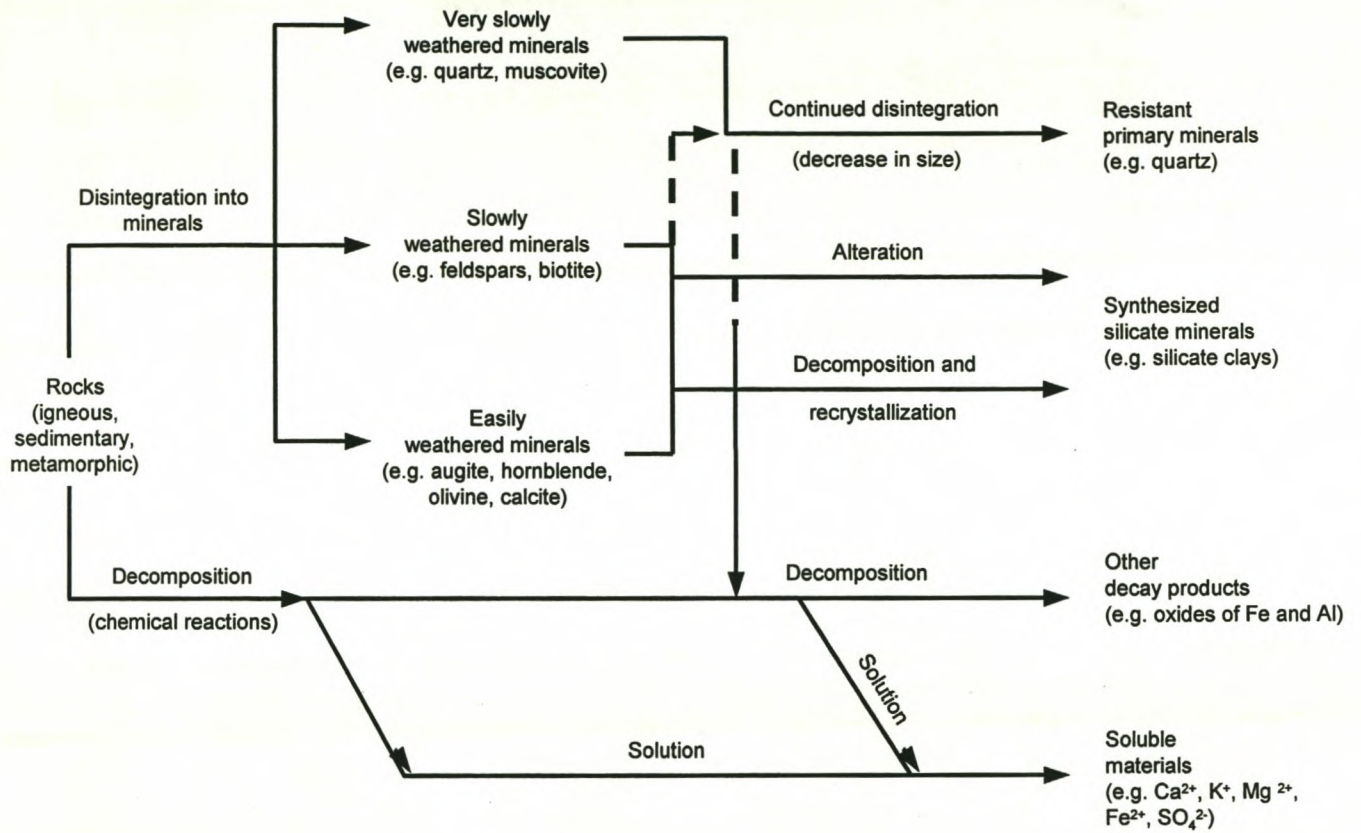 Very slowly
weathered minerals
(e.g. quartz, muscovite)
Continued disintegration
(decrease in size)
Resistant
primary minerals
(e.g. quartz)
Disintegration into
minerals
Slowly
weathered minerals
(e.g. feldspars, biotite)
Alteration
Synthesized
silicate minerals
(e.g. silicate clays)
Decomposition and
recrystallization
Rocks
(igneous,
sedimentary,
metamorphic)
Easily
weathered minerals
(e.g. augite, hornblende,
olivine, calcite)
Decomposition
(chemical reactions)
Decomposition
Other
decay products
(e.g. oxides of Fe and Al)
Solution
Solution
Soluble
materials
(e.g. Ca²⁺, K⁺, Mg ²⁺,
Fe²⁺, SO₄²⁻)